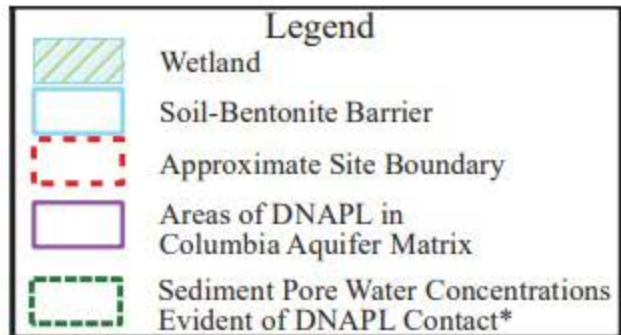 Legend
Wetland
Soil-Bentonite Barrier
Approximate Site Boundary
Areas of DNAPL in
Columbia Aquifer Matrix
Sediment Pore Water Concentrations
Evident of DNAPL Contact*